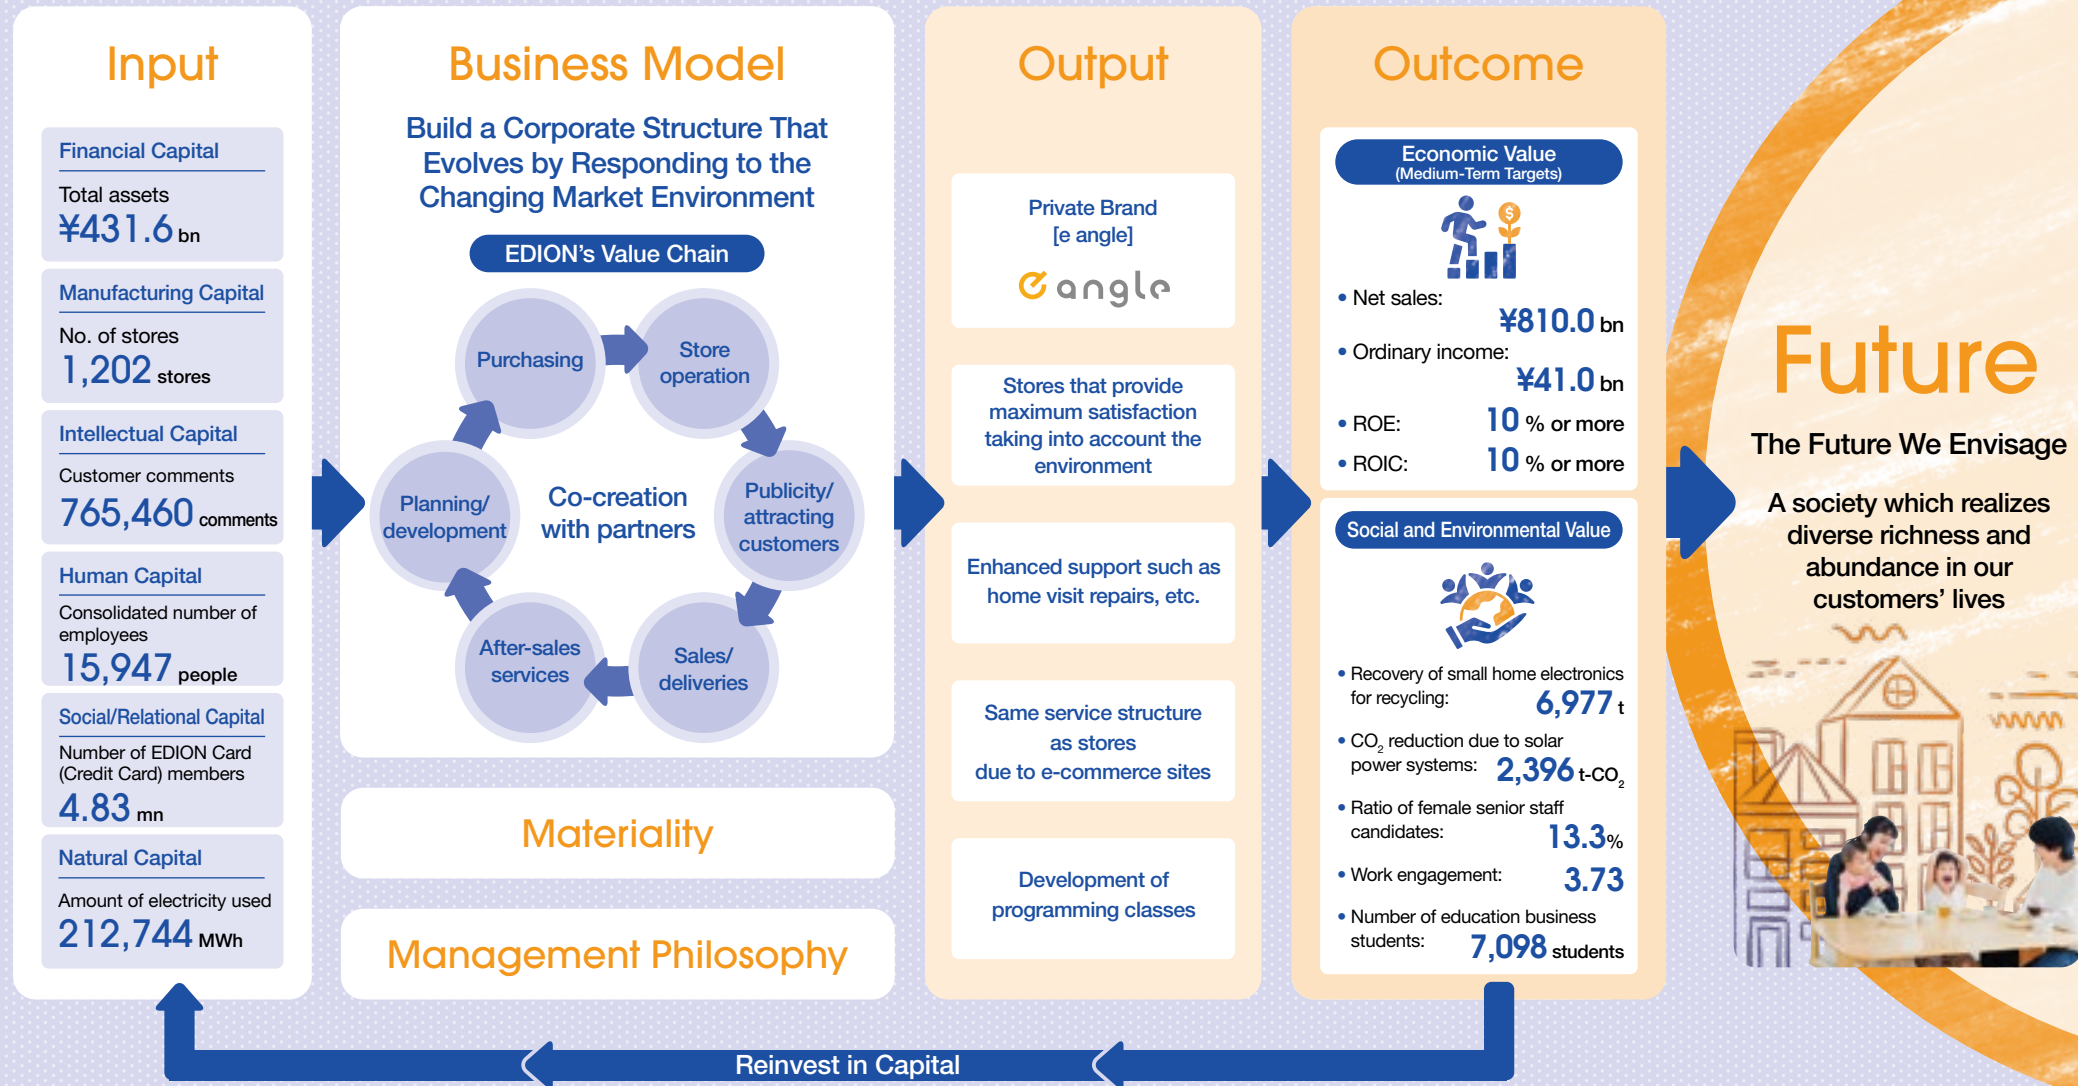 Input
Financial Capital
Total assets
¥431.6 bn
Manufacturing Capital
No. of stores
1,202 stores
Intellectual Capital
Customer comments
765,460 comments
Human Capital
Consolidated number of
employees
15,947 people
Social/Relational Capital
Number of EDION Card
(Credit Card) members
4.83 mn
Natural Capital
Amount of electricity used
212,744 MWh
Business Model
Build a Corporate Structure That
Evolves by Responding to the
Changing Market Environment
EDION's Value Chain
Purchasing
Store
operation
Publicity/
attracting
customers
Sales/
deliveries
After-sales
services
Planning/
development
Co-creation
with partners
Materiality
Management Philosophy
Output
Private Brand
[e angle]
e angle
Stores that provide
maximum satisfaction
taking into account the
environment
Enhanced support such as
home visit repairs, etc.
Same service structure
as stores
due to e-commerce sites
Development of
programming classes
Outcome
Economic Value
(Medium-Term Targets)
$
• Net sales:
¥810.0 bn
• Ordinary income:
¥41.0 bn
• ROE: 10 % or more
• ROIC: 10 % or more
Social and Environmental Value
• Recovery of small home electronics
for recycling: 6,977 t
• CO₂ reduction due to solar
power systems: 2,396 t-CO₂
• Ratio of female senior staff
candidates: 13.3%
• Work engagement: 3.73
• Number of education business
students: 7,098 students
Future
The Future We Envisage
A society which realizes
diverse richness and
abundance in our
customers' lives
Reinvest in Capital